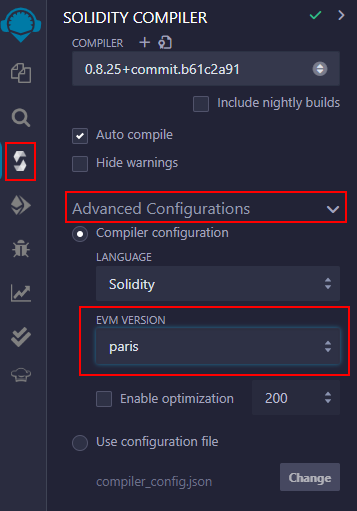 SOLIDITY COMPILER
COMPILER
0.8.25+commit.b61c2a91
Include nightly builds
Auto compile
Hide warnings
Advanced Configurations
Compiler configuration
LANGUAGE
Solidity
EVM VERSION
paris
Enable optimization 200
Use configuration file
compiler_config.json Change